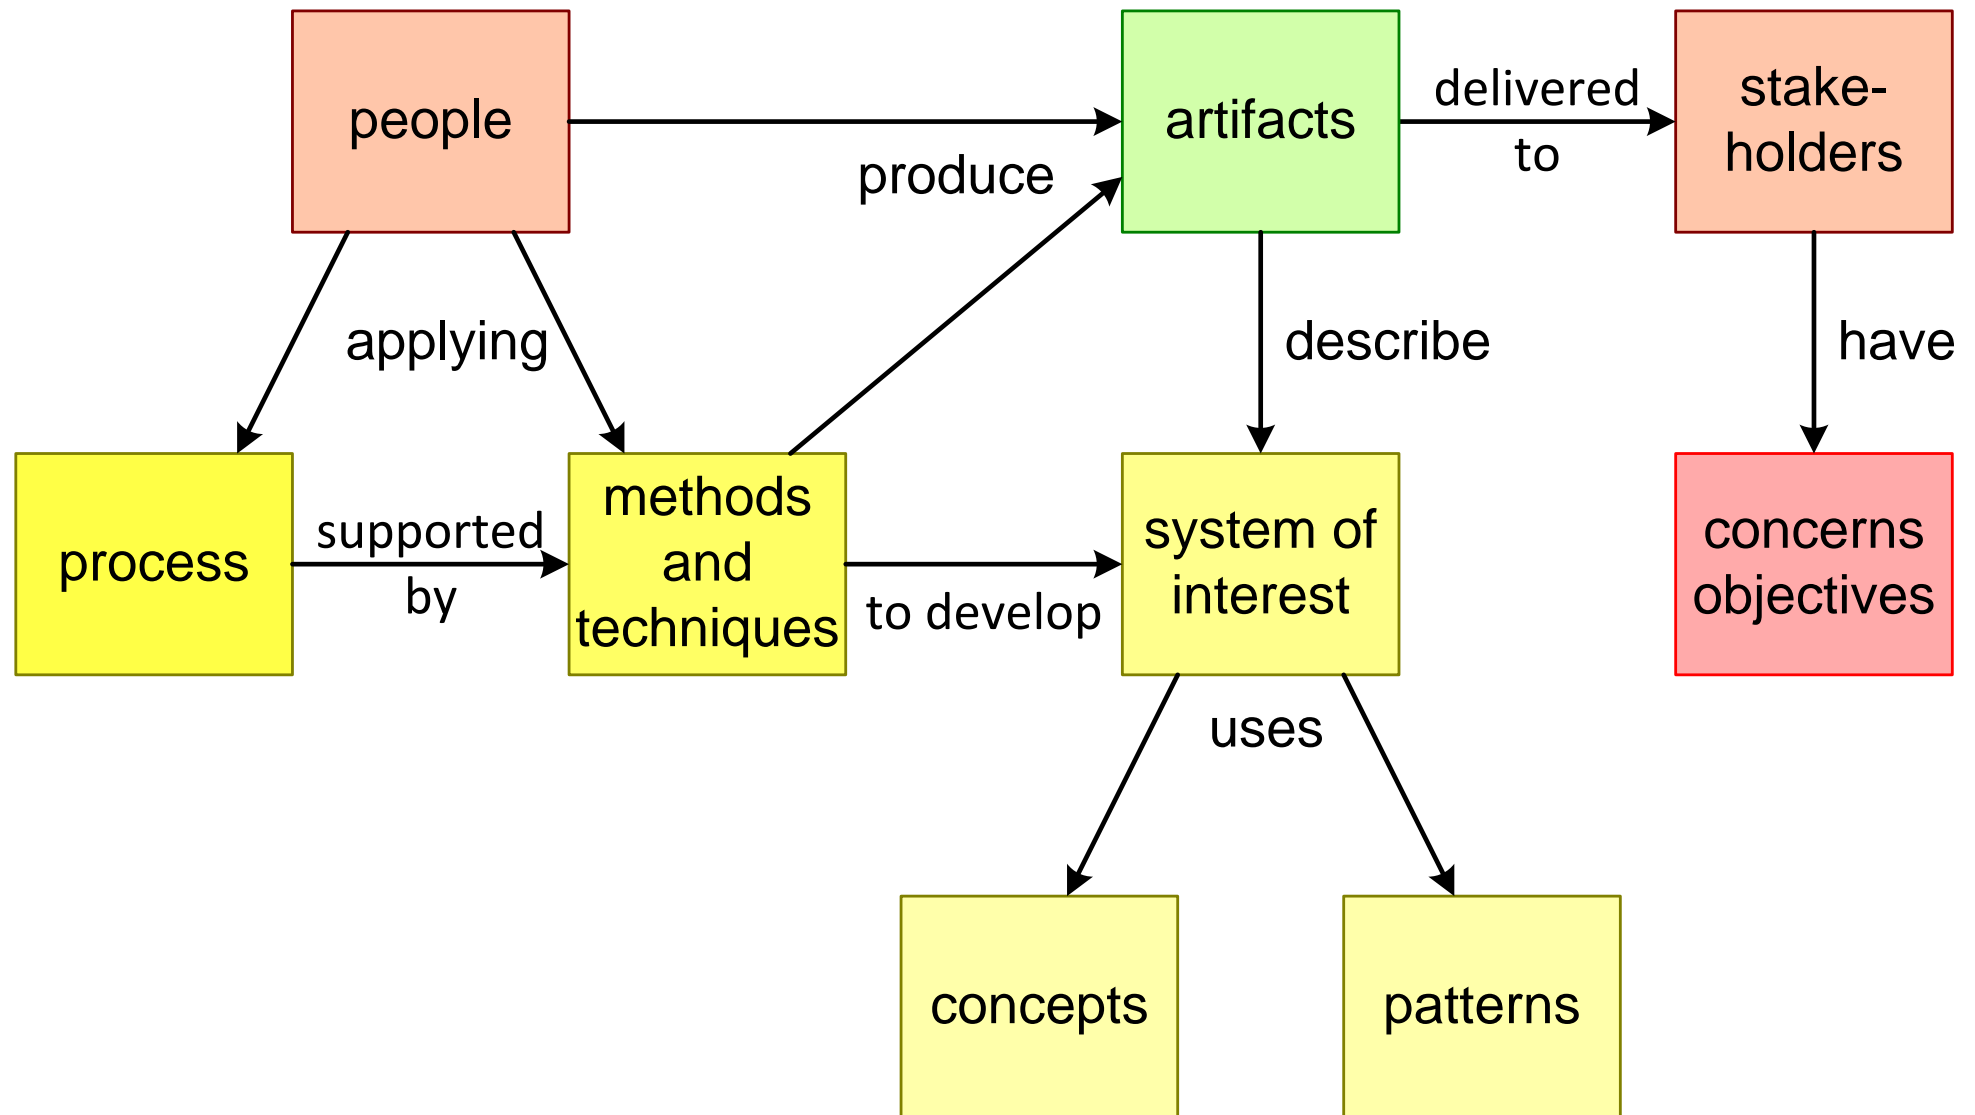 people
artifacts
delivered
to
stake-
holders
produce
applying
describe
have
process
supported
by
methods
and
techniques
to develop
system of
interest
concerns
objectives
uses
concepts
patterns